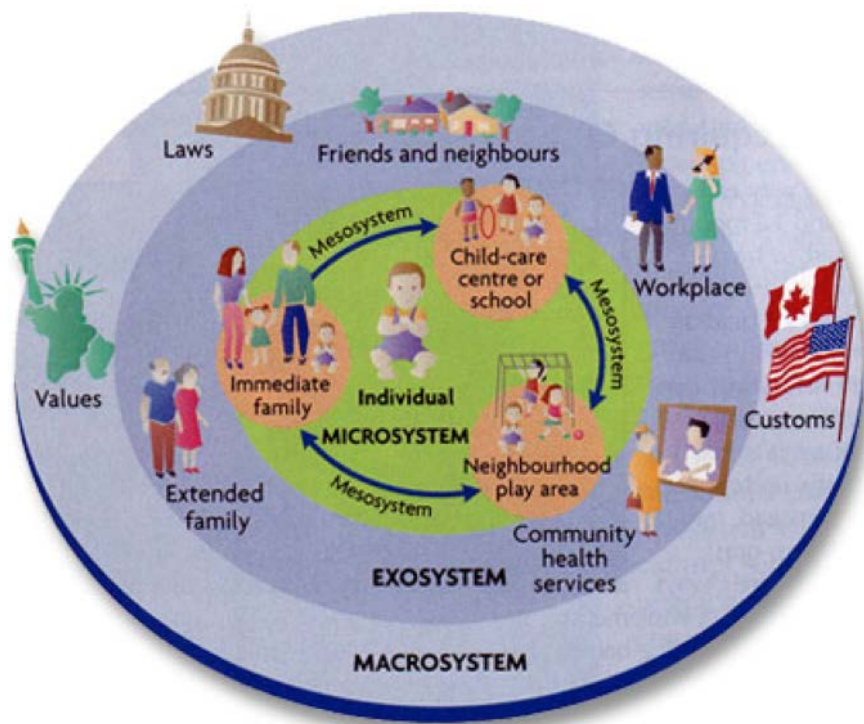 Laws
Friends and neighbours
Mesosystem
Child-care
centre or
school
Workplace
Mesosystem
Values
Immediate
family
Individual
MICROSYSTEM
Customs
Neighbourhood
play area
Mesosystem
Extended
family
Community
health
services
EXOSYSTEM
MACROSYSTEM